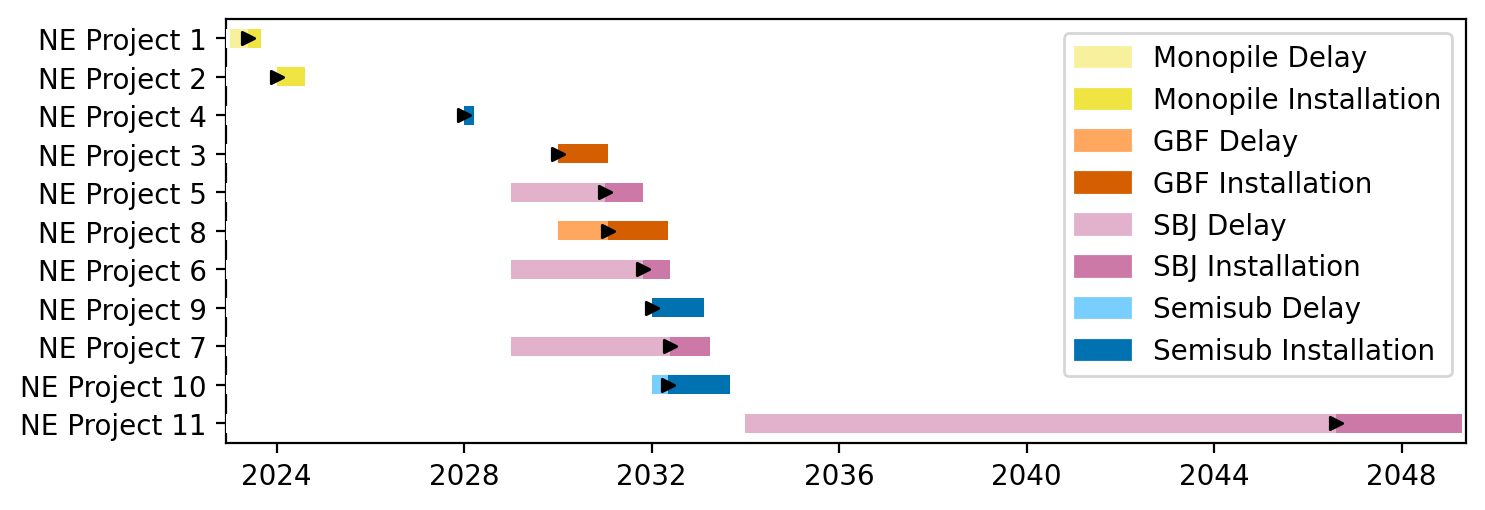 NE Project 1
NE Project 2
NE Project 4
NE Project 3
NE Project 5
NE Project 8
NE Project 6
NE Project 9
NE Project 7
NE Project 10
NE Project 11
Monopile Delay
Monopile Installation
GBF Delay
GBF Installation
SBJ Delay
SBJ Installation
Semisub Delay
Semisub Installation
2024 2028 2032 2036 2040 2044 2048